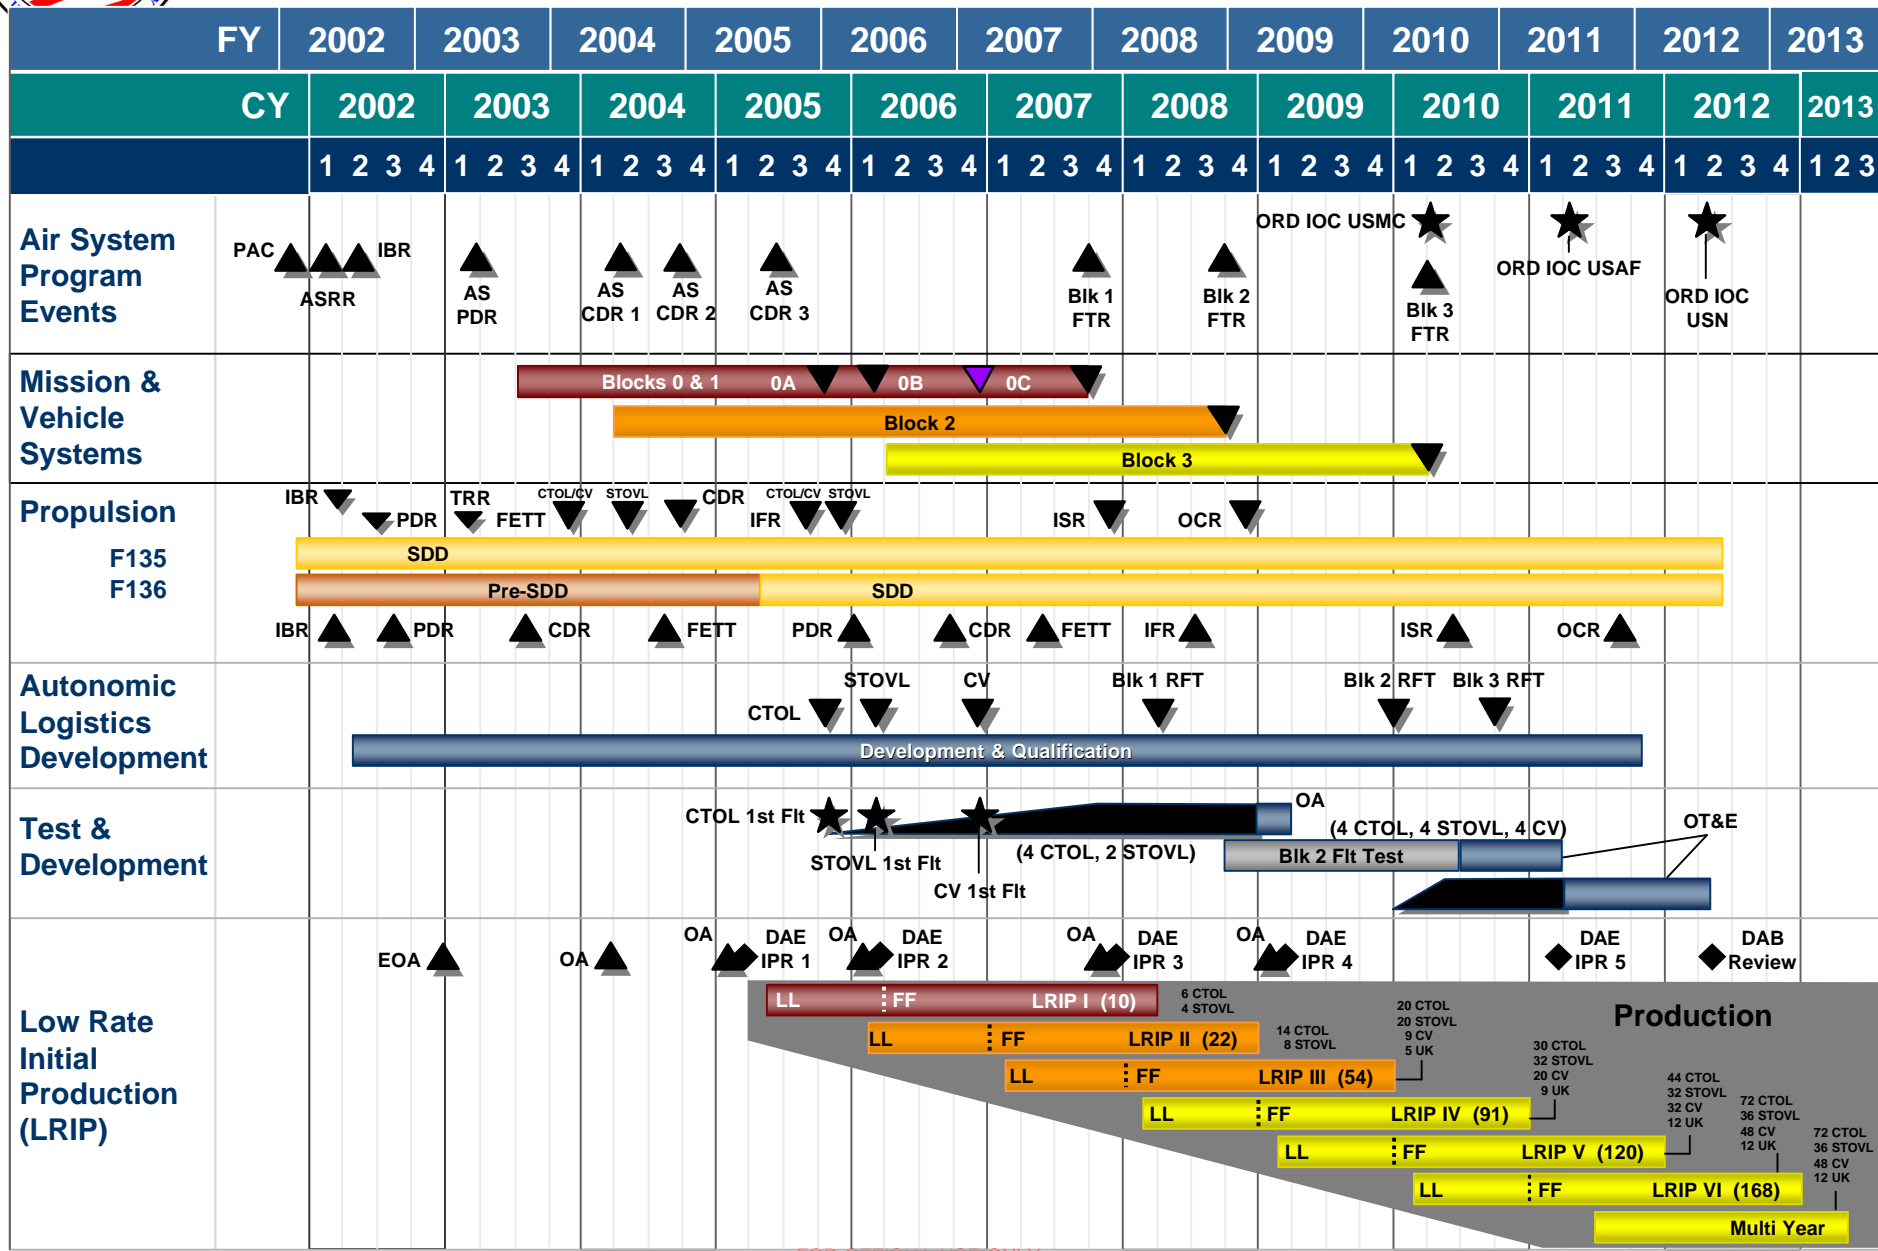 FY 2002 2003 2004 2005 2006 2007 2008 2009 2010 2011 2012 2013
CY 2002 2003 2004 2005 2006 2007 2008 2009 2010 2011 2012 2013
1 2 3 4 1 2 3 4 1 2 3 4 1 2 3 4 1 2 3 4 1 2 3 4 1 2 3 4 1 2 3 4 1 2 3 4 1 2 3 4 1 2 3 4 1 2 3
Air System
Program
Events
PAC
IBR
ASRR
AS
PDR
AS
CDR 1
AS
CDR 2
AS
CDR 3
Blk 1
FTR
Blk 2
FTR
ORD IOC USMC
Blk 3
FTR
ORD IOC USAF
ORD IOC
USN
Mission &
Vehicle
Systems
Blocks 0 & 1 0A 0B 0C
Block 2
Block 3
Propulsion
F135
F136
IBR
PDR
TRR
FETT
CTOL/CV
STOVL
CDR
IFR
CTOL/CV
STOVL
ISR
OCR
SDD
Pre-SDD SDD
IBR PDR CDR FETT PDR CDR FETT IFR ISR OCR
Autonomic
Logistics
Development
CTOL
STOVL
CV
Blk 1 RFT
Blk 2 RFT
Blk 3 RFT
Development & Qualification
Test &
Development
CTOL 1st Flt
STOVL 1st Flt
CV 1st Flt
(4 CTOL, 2 STOVL)
OA
(4 CTOL, 4 STOVL, 4 CV)
Blk 2 Flt Test
OT&E
Low Rate
Initial
Production
(LRIP)
EOA
OA
OA
DAE
IPR 1
OA
DAE
IPR 2
OA
DAE
IPR 3
OA
DAE
IPR 4
DAE
IPR 5
DAB
Review
Production
LL FF LRIP I (10)
6 CTOL
4 STOVL
LL FF LRIP II (22)
14 CTOL
8 STOVL
LL FF LRIP III (54)
20 CTOL
20 STOVL
9 CV
5 UK
LL FF LRIP IV (91)
30 CTOL
32 STOVL
20 CV
9 UK
LL FF LRIP V (120)
44 CTOL
32 STOVL
32 CV
12 UK
LL FF LRIP VI (168)
72 CTOL
36 STOVL
48 CV
12 UK
Multi Year
72 CTOL
36 STOVL
48 CV
12 UK